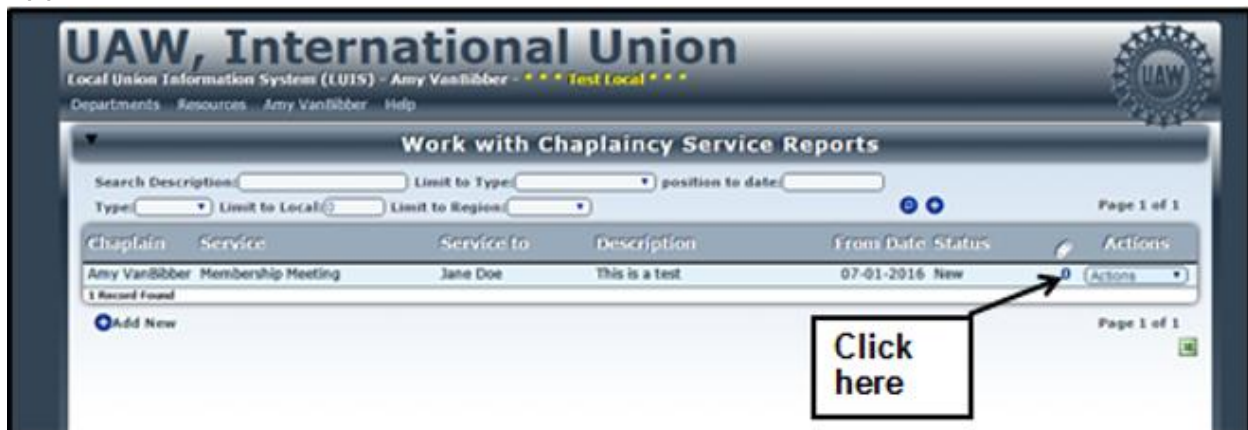 UAW, International Union
Local Union Information System (LUIS) - Amy VanBibber - * * * Test Local * * *
UAW
Departments Resources Amy VanBibber Help
Work with Chaplaincy Service Reports
Search Description: Limit to Type: position to date:
Type: Limit to Local: 0 Limit to Region: Page 1 of 1
Chaplain Service Service to Description From Date Status Actions
Amy VanBibber Membership Meeting Jane Doe This is a test 07-01-2016 New 0 Actions
1 Record Found
Add New Page 1 of 1
Click
here